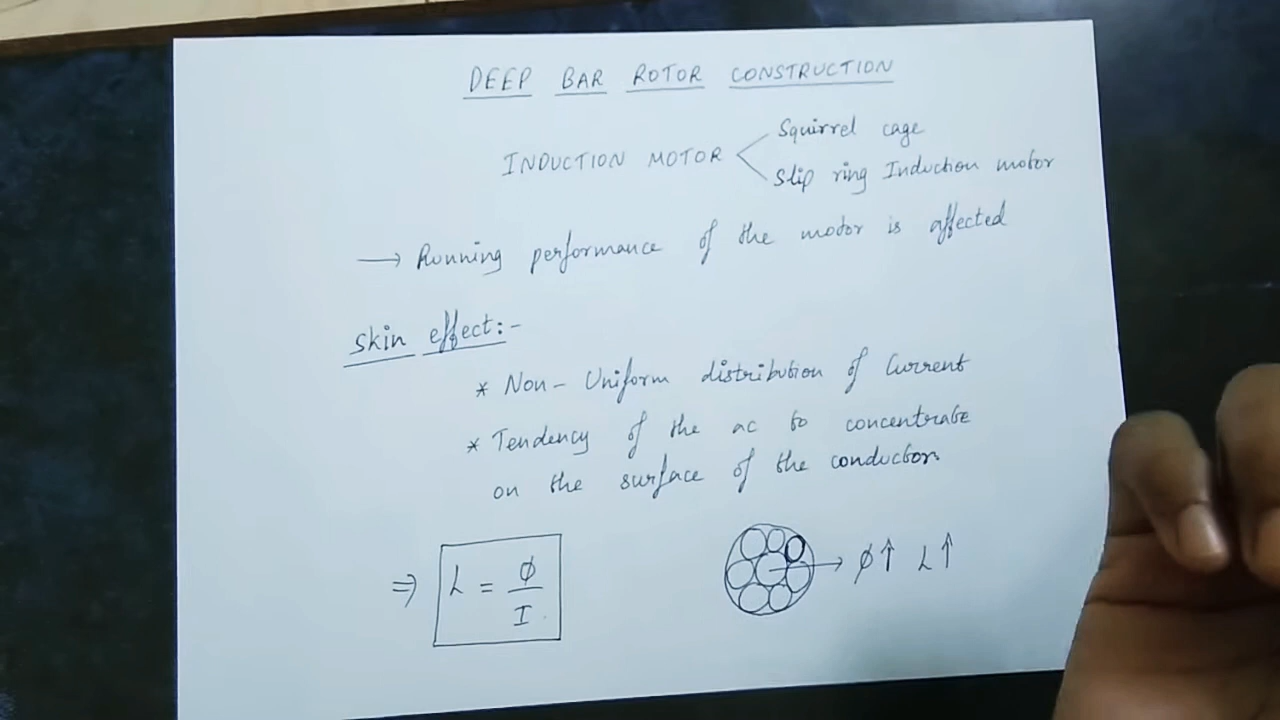 DEEP BAR ROTOR CONSTRUCTION
INDUCTION MOTOR
Squirrel cage
Slip ring Induction motor
→ Running performance of the motor is affected
Skin effect:-
* Non-Uniform distribution of Current
* Tendency of the ac to concentrate
on the surface of the conductor.
⇒ L = ϕ / I
→ ϕ↑ L↑